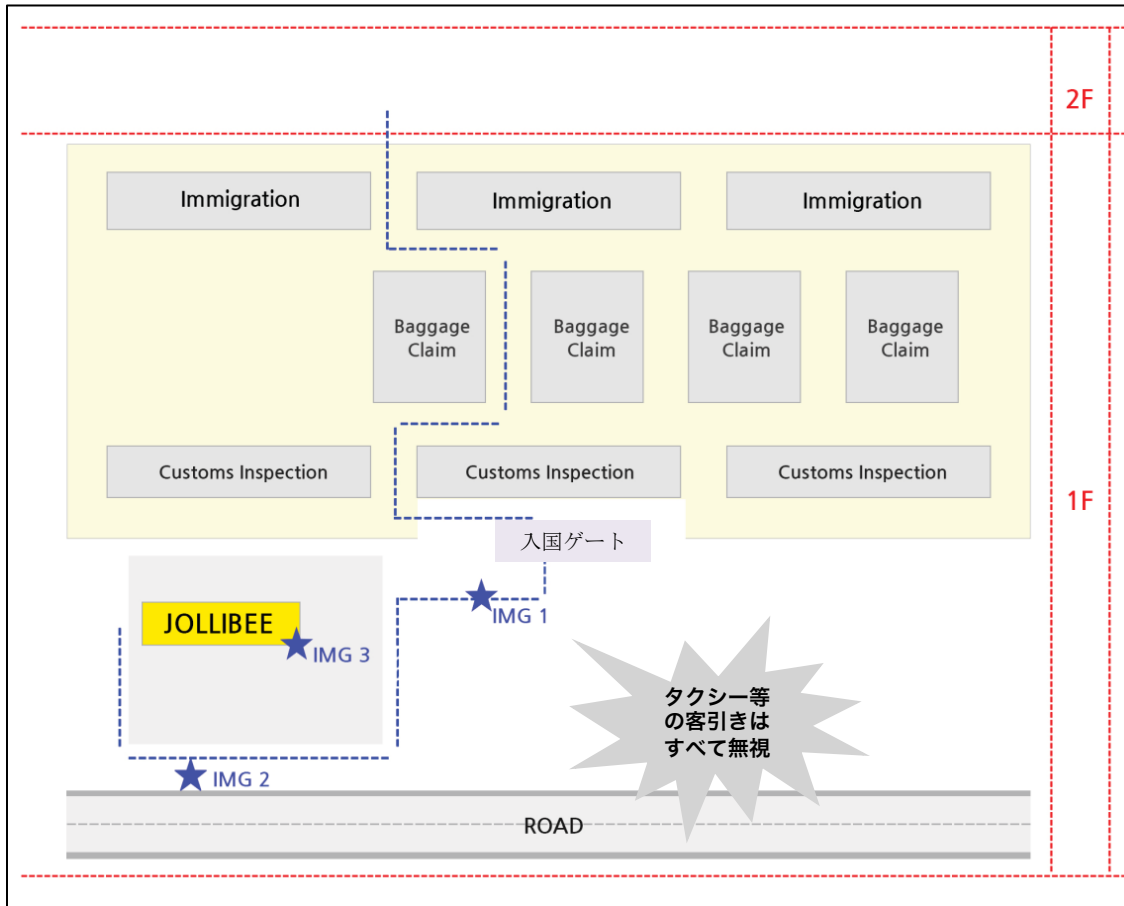 2F
Immigration
Immigration
Immigration
Baggage
Claim
Baggage
Claim
Baggage
Claim
Baggage
Claim
Customs Inspection
Customs Inspection
Customs Inspection
1F
入国ゲート
IMG 1
JOLLIBEE
IMG 3
タクシー等
の客引きは
すべて無視
IMG 2
ROAD